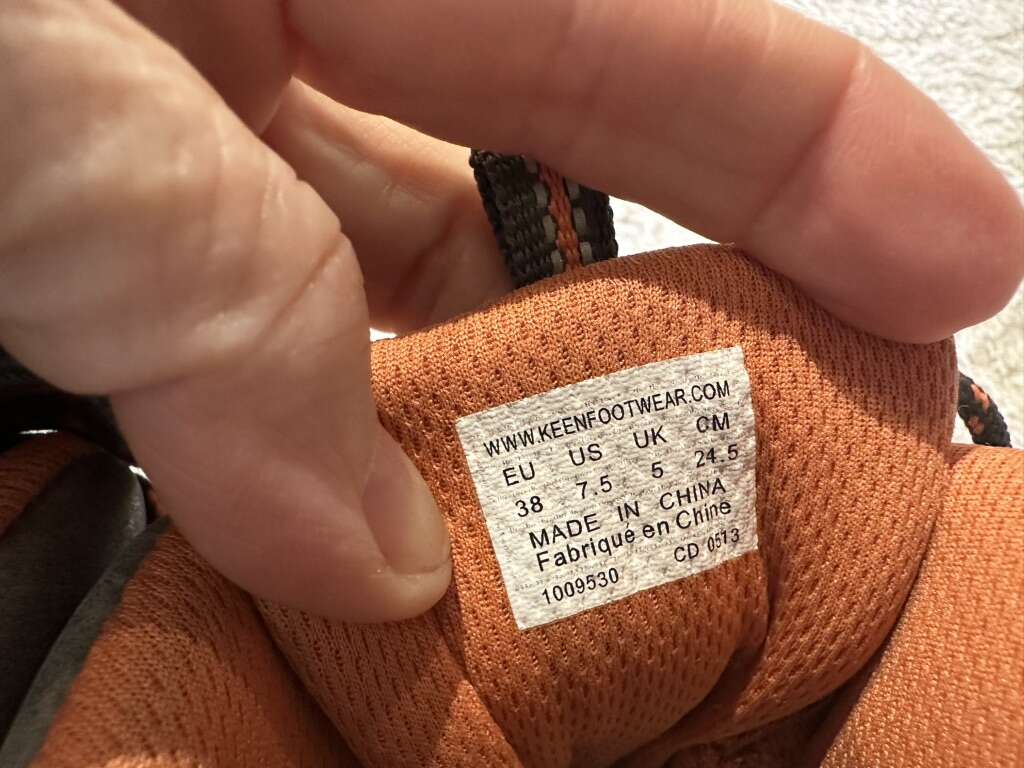 WWW.KEENFOOTWEAR.COM
EU US UK CM
38 7.5 5 24.5
MADE IN CHINA
Fabrique en Chine
1009530 CD 0513